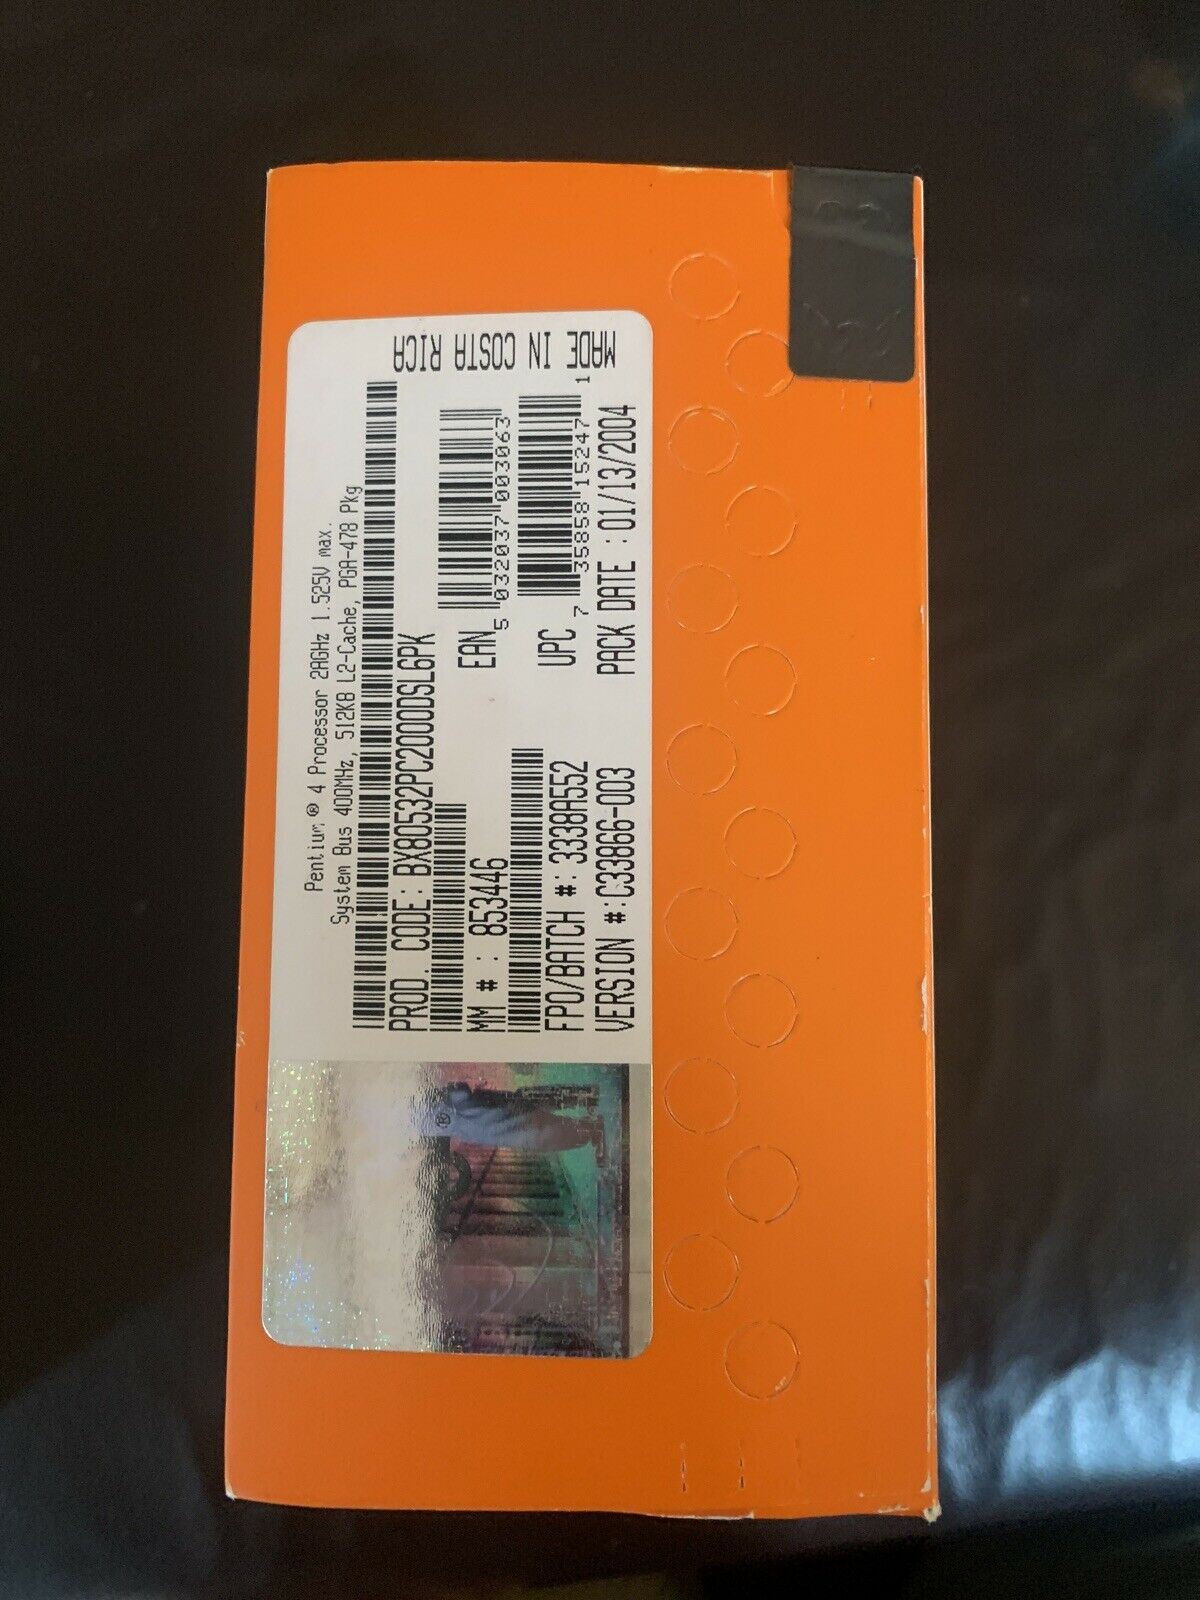 Pentium ® 4 Processor 2AGHz 1.525V max.
System Bus 400MHz, 512KB L2-Cache, PGA-478 Pkg
PROD. CODE: BX80532PC2000DSL6PK
MM # : 853446
EAN
5 032037 003063
FPO/BATCH #: 3338A552
UPC
7 35858 15247 1
VERSION #:C33866-003
PACK DATE :01/13/2004
MADE IN COSTA RICA
®